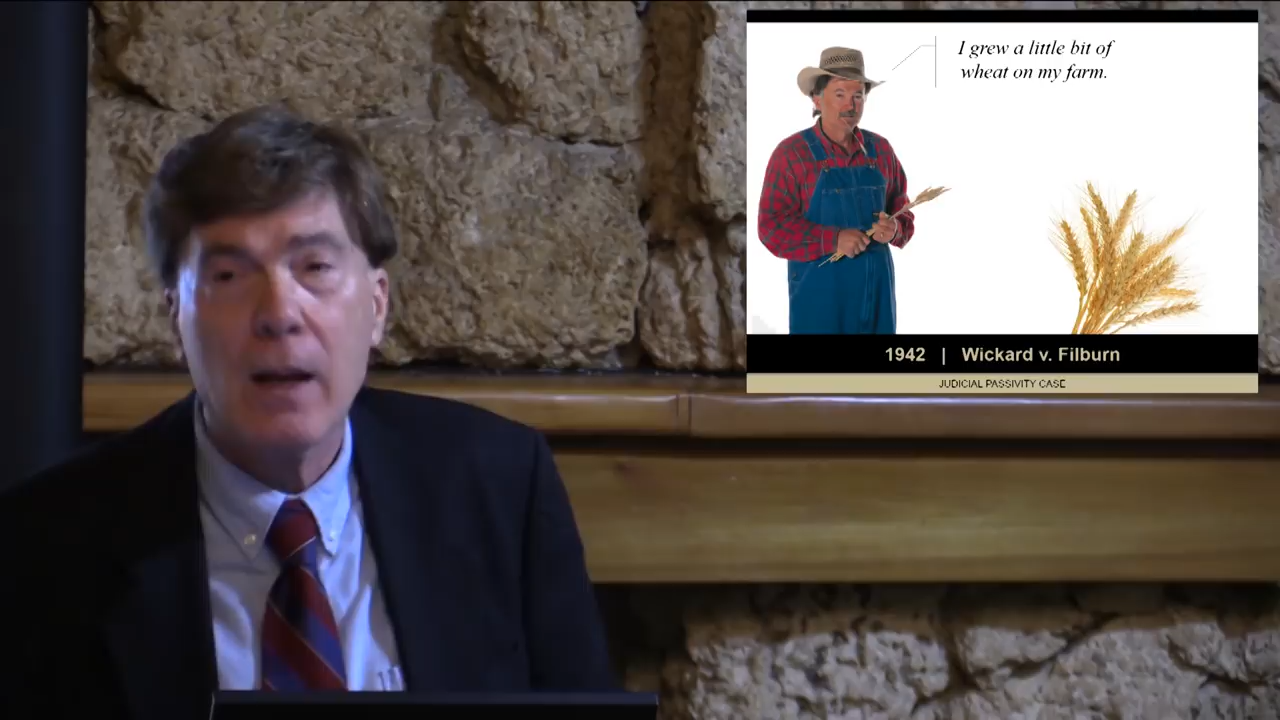 I grew a little bit of
wheat on my farm.
1942 | Wickard v. Filburn
JUDICIAL PASSIVITY CASE